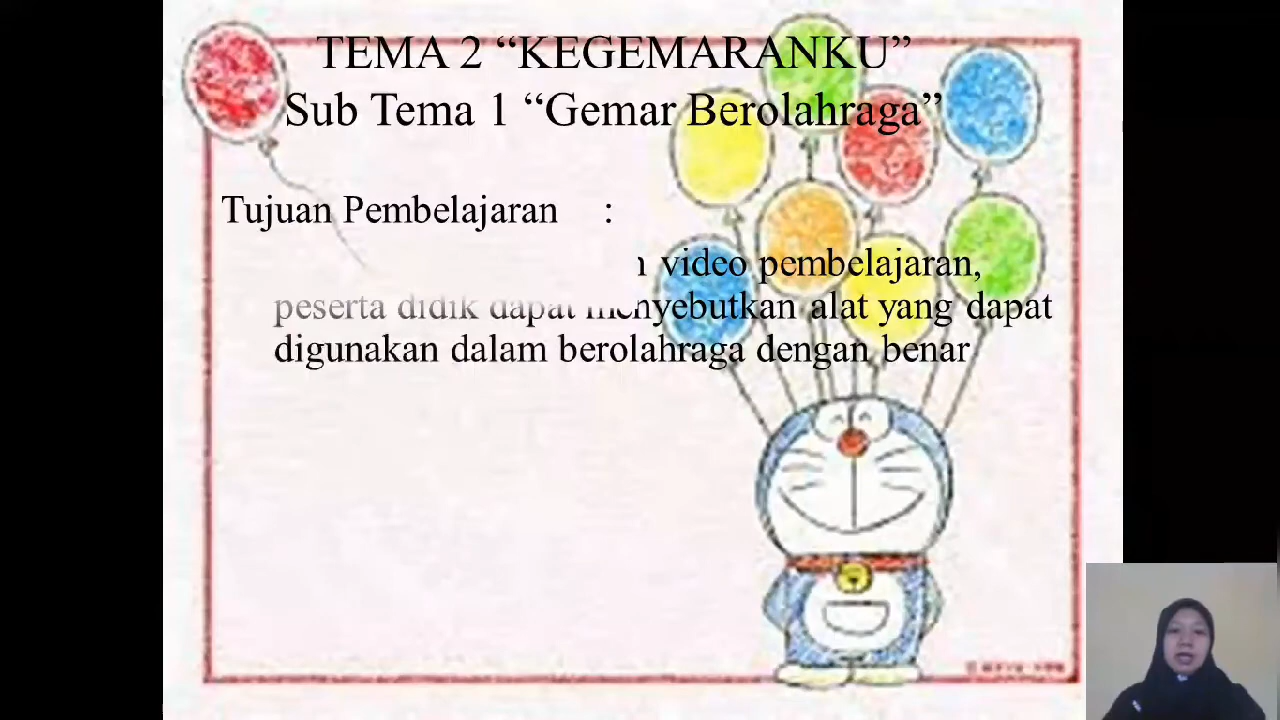 TEMA 2 “KEGEMARANKU”
Sub Tema 1 “Gemar Berolahraga”
Tujuan Pembelajaran :
video pembelajaran,
peserta didik dapat menyebutkan alat yang dapat
digunakan dalam berolahraga dengan benar